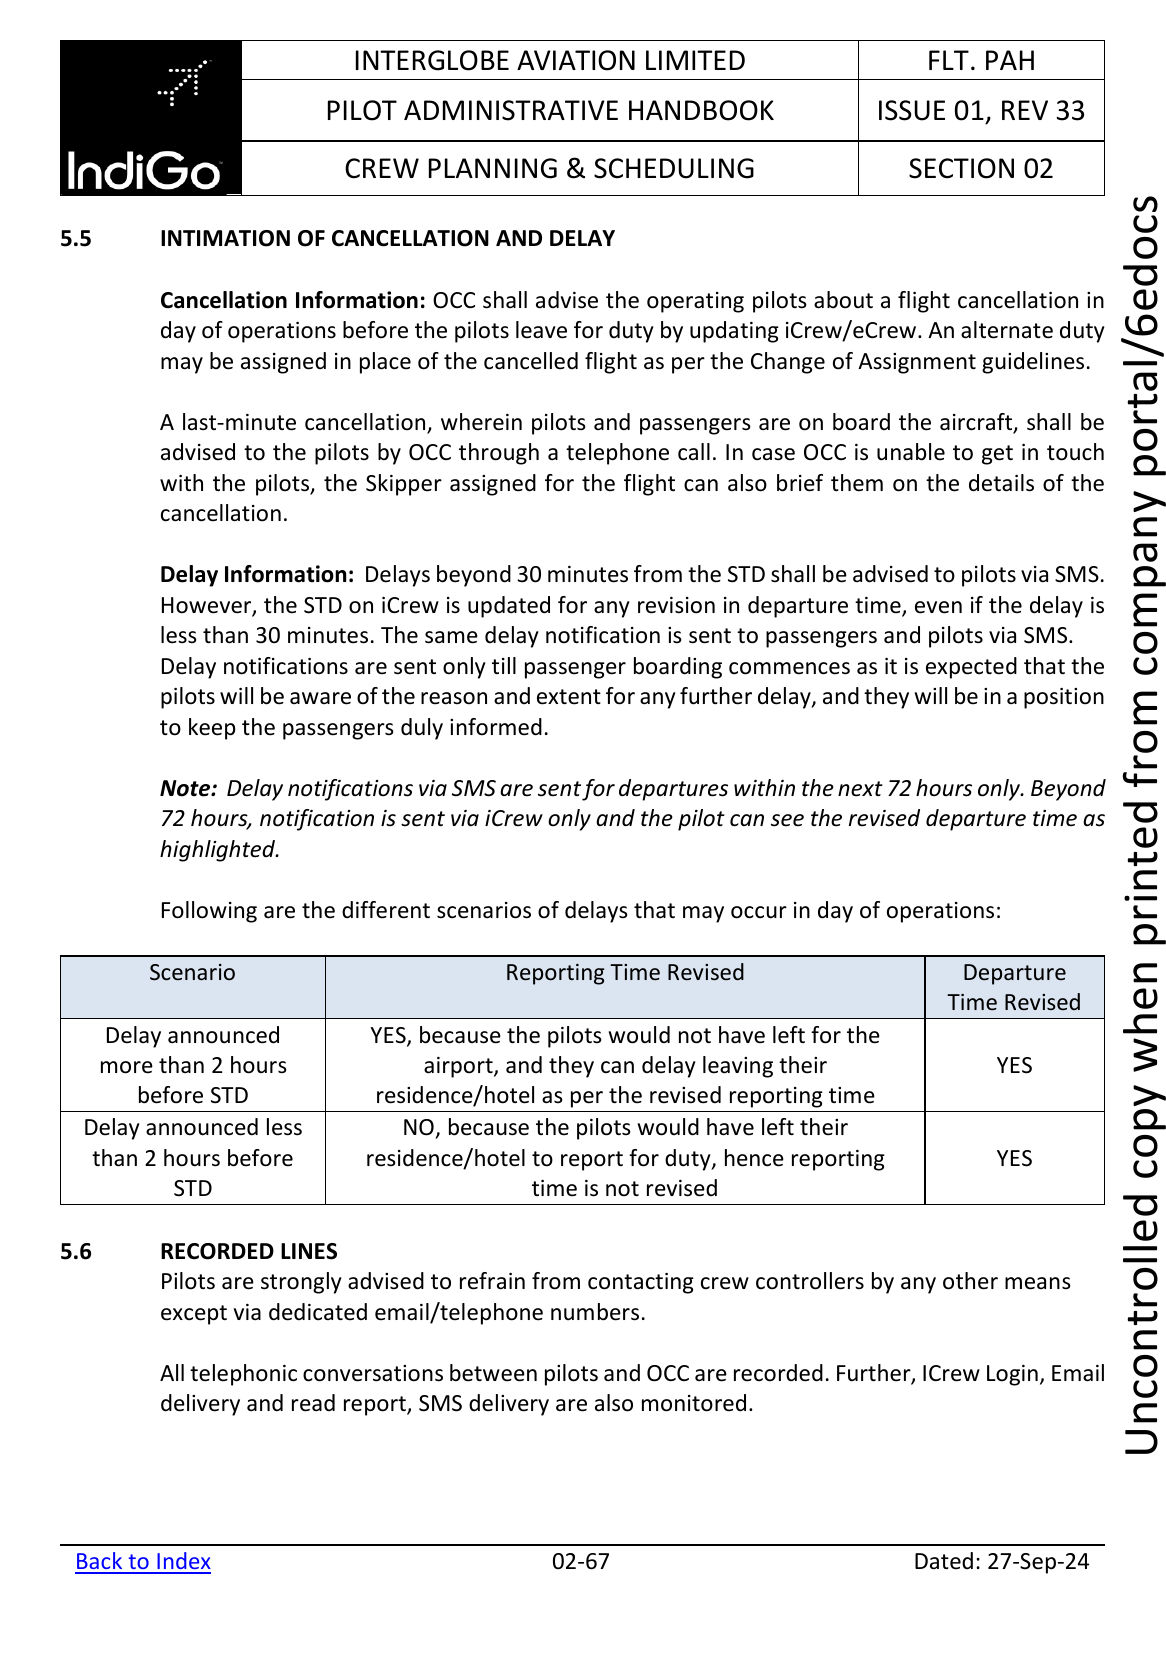 INTERGLOBE AVIATION LIMITED
FLT. PAH
PILOT ADMINISTRATIVE HANDBOOK
ISSUE 01, REV 33
IndiGo
CREW PLANNING & SCHEDULING
SECTION 02
5.5 INTIMATION OF CANCELLATION AND DELAY
Cancellation Information: OCC shall advise the operating pilots about a flight cancellation in
day of operations before the pilots leave for duty by updating iCrew/eCrew. An alternate duty
may be assigned in place of the cancelled flight as per the Change of Assignment guidelines.
A last-minute cancellation, wherein pilots and passengers are on board the aircraft, shall be
advised to the pilots by OCC through a telephone call. In case OCC is unable to get in touch
with the pilots, the Skipper assigned for the flight can also brief them on the details of the
cancellation.
Delay Information: Delays beyond 30 minutes from the STD shall be advised to pilots via SMS.
However, the STD on iCrew is updated for any revision in departure time, even if the delay is
less than 30 minutes. The same delay notification is sent to passengers and pilots via SMS.
Delay notifications are sent only till passenger boarding commences as it is expected that the
pilots will be aware of the reason and extent for any further delay, and they will be in a position
to keep the passengers duly informed.
Note: Delay notifications via SMS are sent for departures within the next 72 hours only. Beyond
72 hours, notification is sent via iCrew only and the pilot can see the revised departure time as
highlighted.
Following are the different scenarios of delays that may occur in day of operations:
Scenario
Reporting Time Revised
Departure
Time Revised
Delay announced
more than 2 hours
before STD
YES, because the pilots would not have left for the
airport, and they can delay leaving their
residence/hotel as per the revised reporting time
YES
Delay announced less
than 2 hours before
STD
NO, because the pilots would have left their
residence/hotel to report for duty, hence reporting
time is not revised
YES
5.6 RECORDED LINES
Pilots are strongly advised to refrain from contacting crew controllers by any other means
except via dedicated email/telephone numbers.
All telephonic conversations between pilots and OCC are recorded. Further, ICrew Login, Email
delivery and read report, SMS delivery are also monitored.
Back to Index
02-67
Dated: 27-Sep-24
Uncontrolled copy when printed from company portal/6edocs